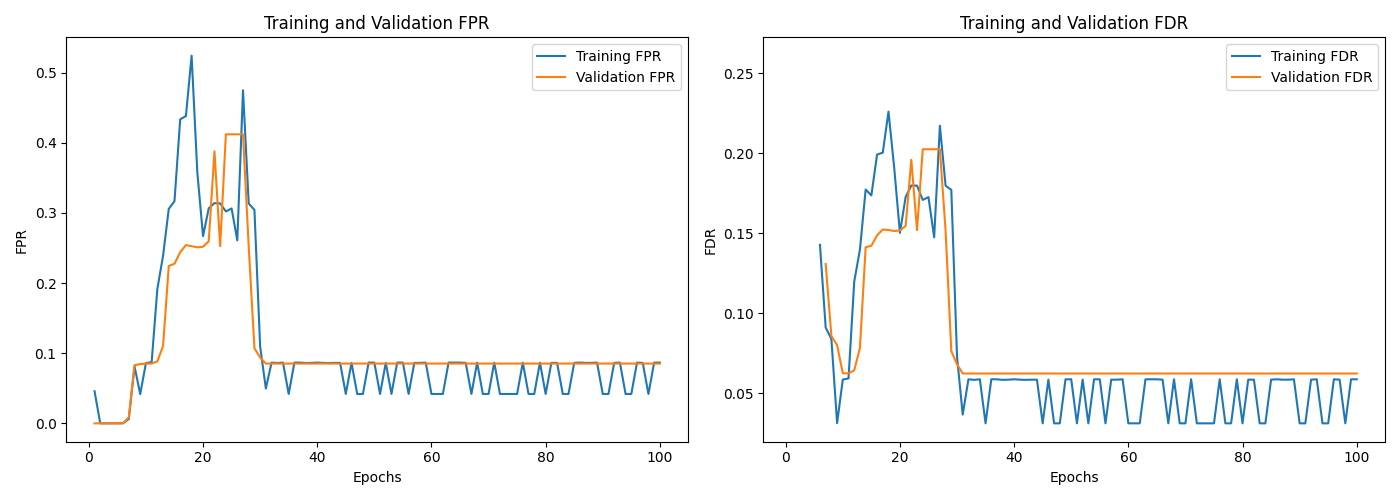 Training and Validation FPR
Training FPR
Validation FPR
FPR
0.5
0.4
0.3
0.2
0.1
0.0
0 20 40 60 80 100
Epochs
Training and Validation FDR
Training FDR
Validation FDR
FDR
0.25
0.20
0.15
0.10
0.05
0 20 40 60 80 100
Epochs